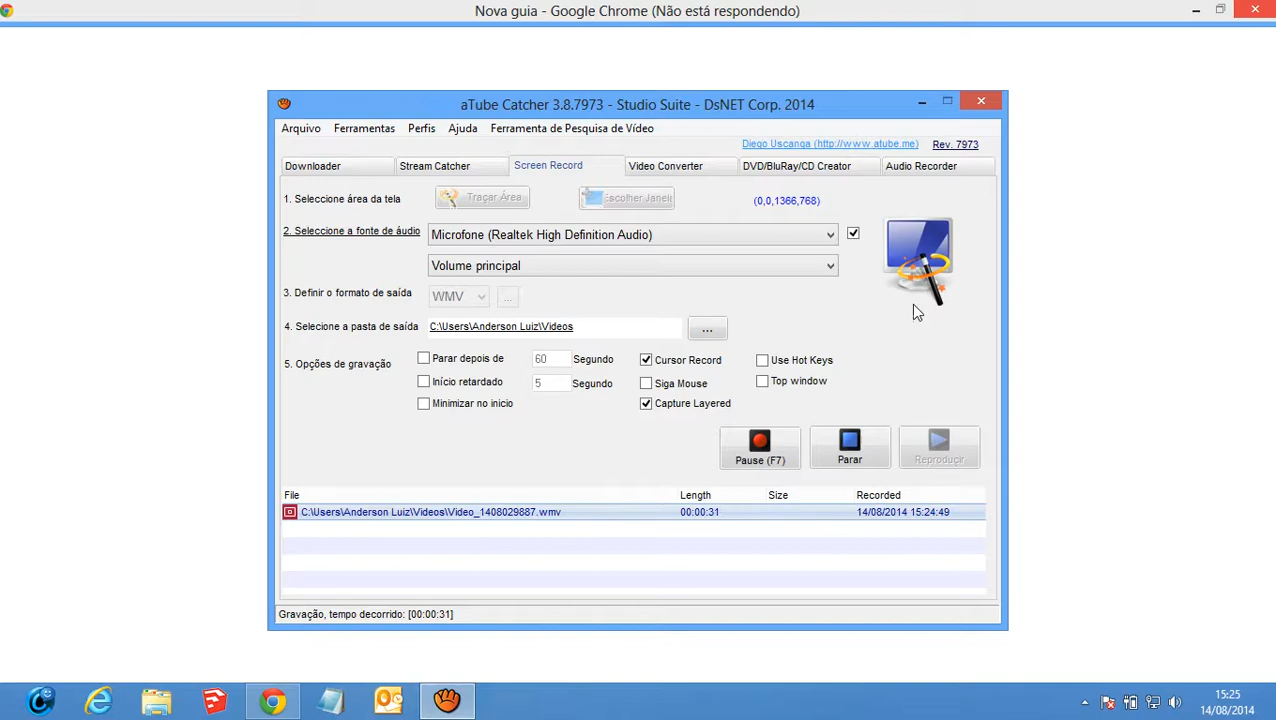 Nova guia - Google Chrome (Não está respondendo)
aTube Catcher 3.8.7973 - Studio Suite - DsNET Corp. 2014
Arquivo Ferramentas Perfis Ajuda Ferramenta de Pesquisa de Vídeo
Diego Uscanga (http://www.atube.me) Rev. 7973
Downloader Stream Catcher Screen Record Video Converter DVD/BluRay/CD Creator Audio Recorder
1. Seleccione área da tela Traçar Área Escolher Janela (0,0,1366,768)
2. Seleccione a fonte de áudio Microfone (Realtek High Definition Audio)
Volume principal
3. Definir o formato de saída WMV ...
4. Selecione a pasta de saída C:\Users\Anderson Luiz\Videos ...
5. Opções de gravação Parar depois de 60 Segundo Cursor Record Use Hot Keys
Início retardado 5 Segundo Siga Mouse Top window
Minimizar no inicio Capture Layered
Pause (F7) Parar Reproduçir
File Length Size Recorded
C:\Users\Anderson Luiz\Videos\Video_1408029887.wmv 00:00:31 14/08/2014 15:24:49
Gravação, tempo decorrido: [00:00:31]
15:25
14/08/2014